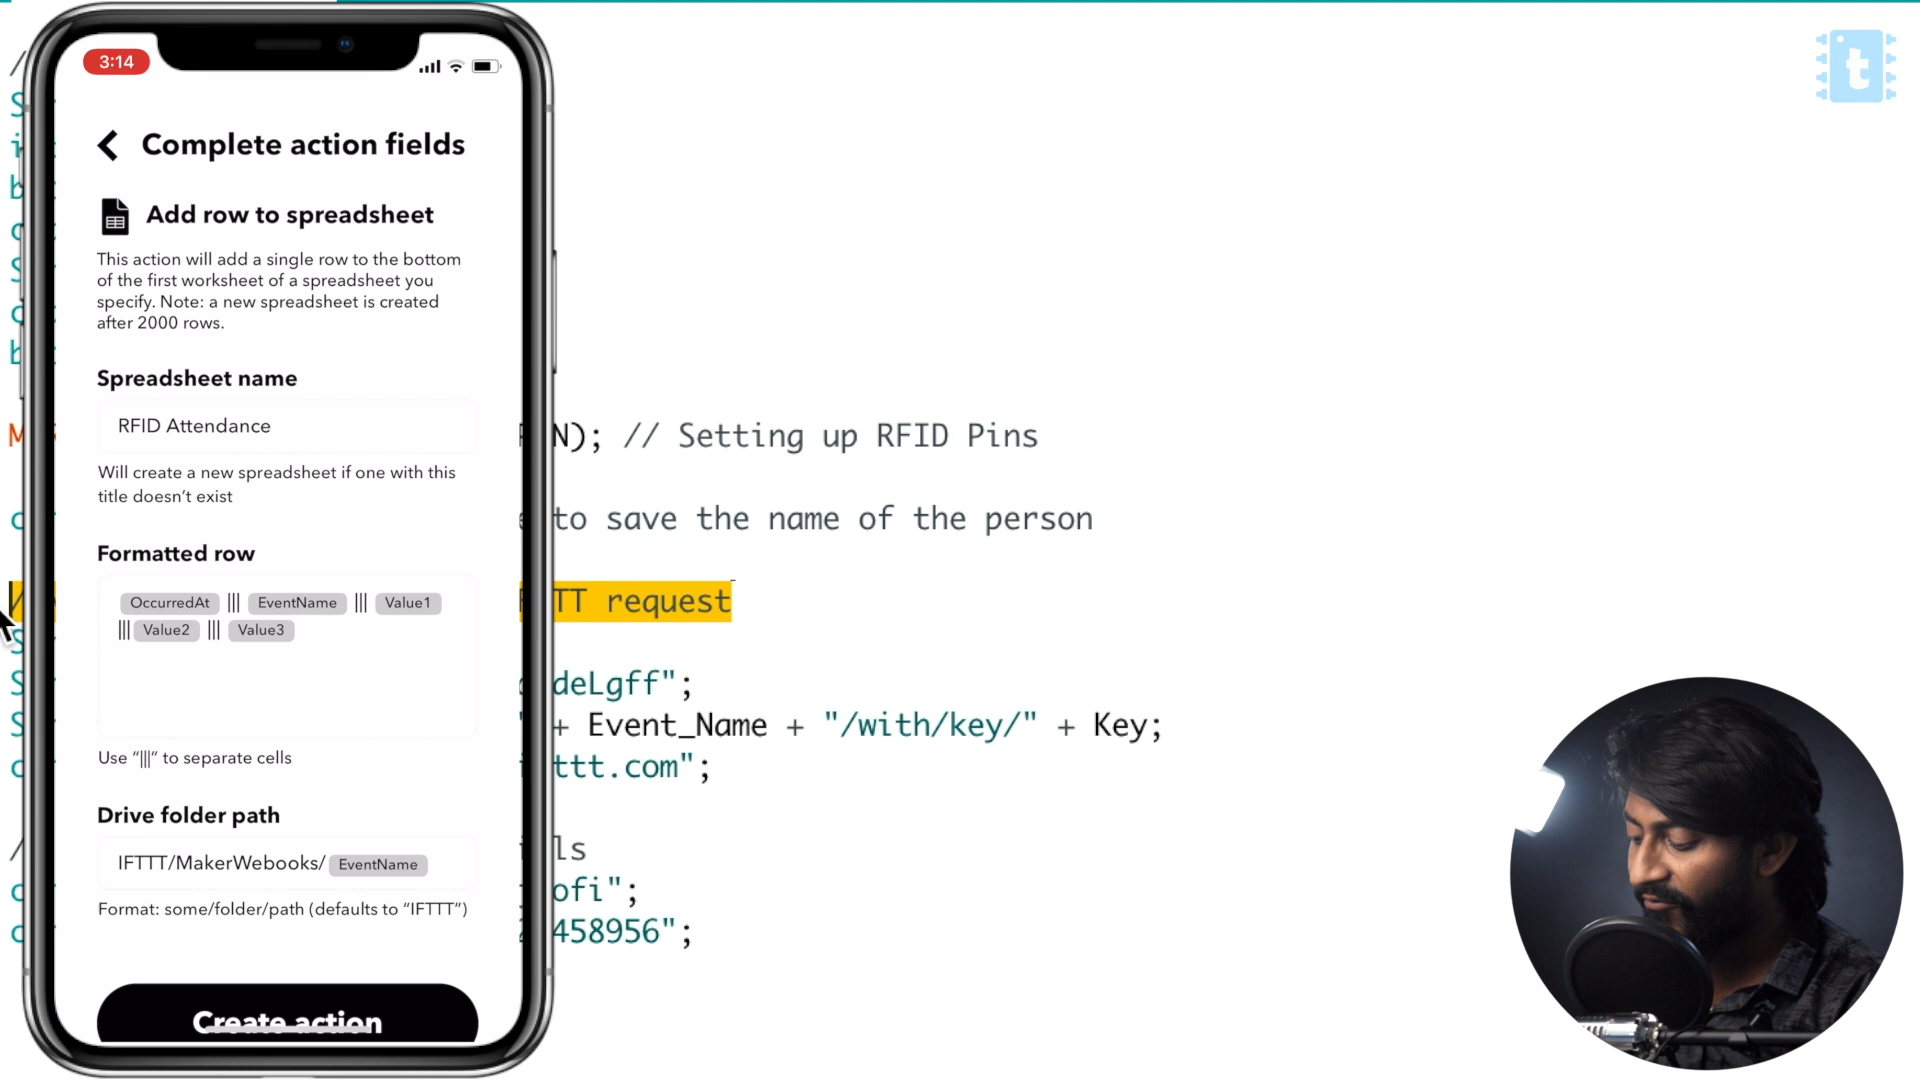 3:14
Complete action fields
Add row to spreadsheet
This action will add a single row to the bottom
of the first worksheet of a spreadsheet you
specify. Note: a new spreadsheet is created
after 2000 rows.
Spreadsheet name
RFID Attendance
Will create a new spreadsheet if one with this
title doesn't exist
Formatted row
OccurredAt ||| EventName ||| Value1
||| Value2 ||| Value3
Use "|||" to separate cells
Drive folder path
IFTTT/MakerWebooks/ EventName
Format: some/folder/path (defaults to "IFTTT")
Create action
N); // Setting up RFID Pins
to save the name of the person
TT request
deLgff";
+ Event_Name + "/with/key/" + Key;
ttt.com";
ls
ofi";
458956";
t